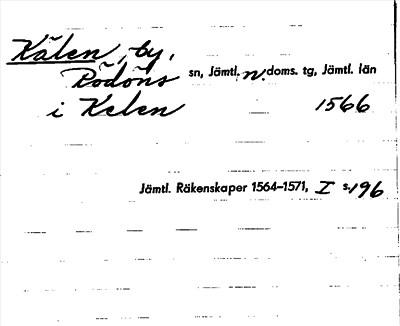 Kälen, by,
Rödöns sn, Jämtl. n. doms. tg, Jämtl. län
i Kelen 1566
Jämtl. Räkenskaper 1564–1571, I s. 196